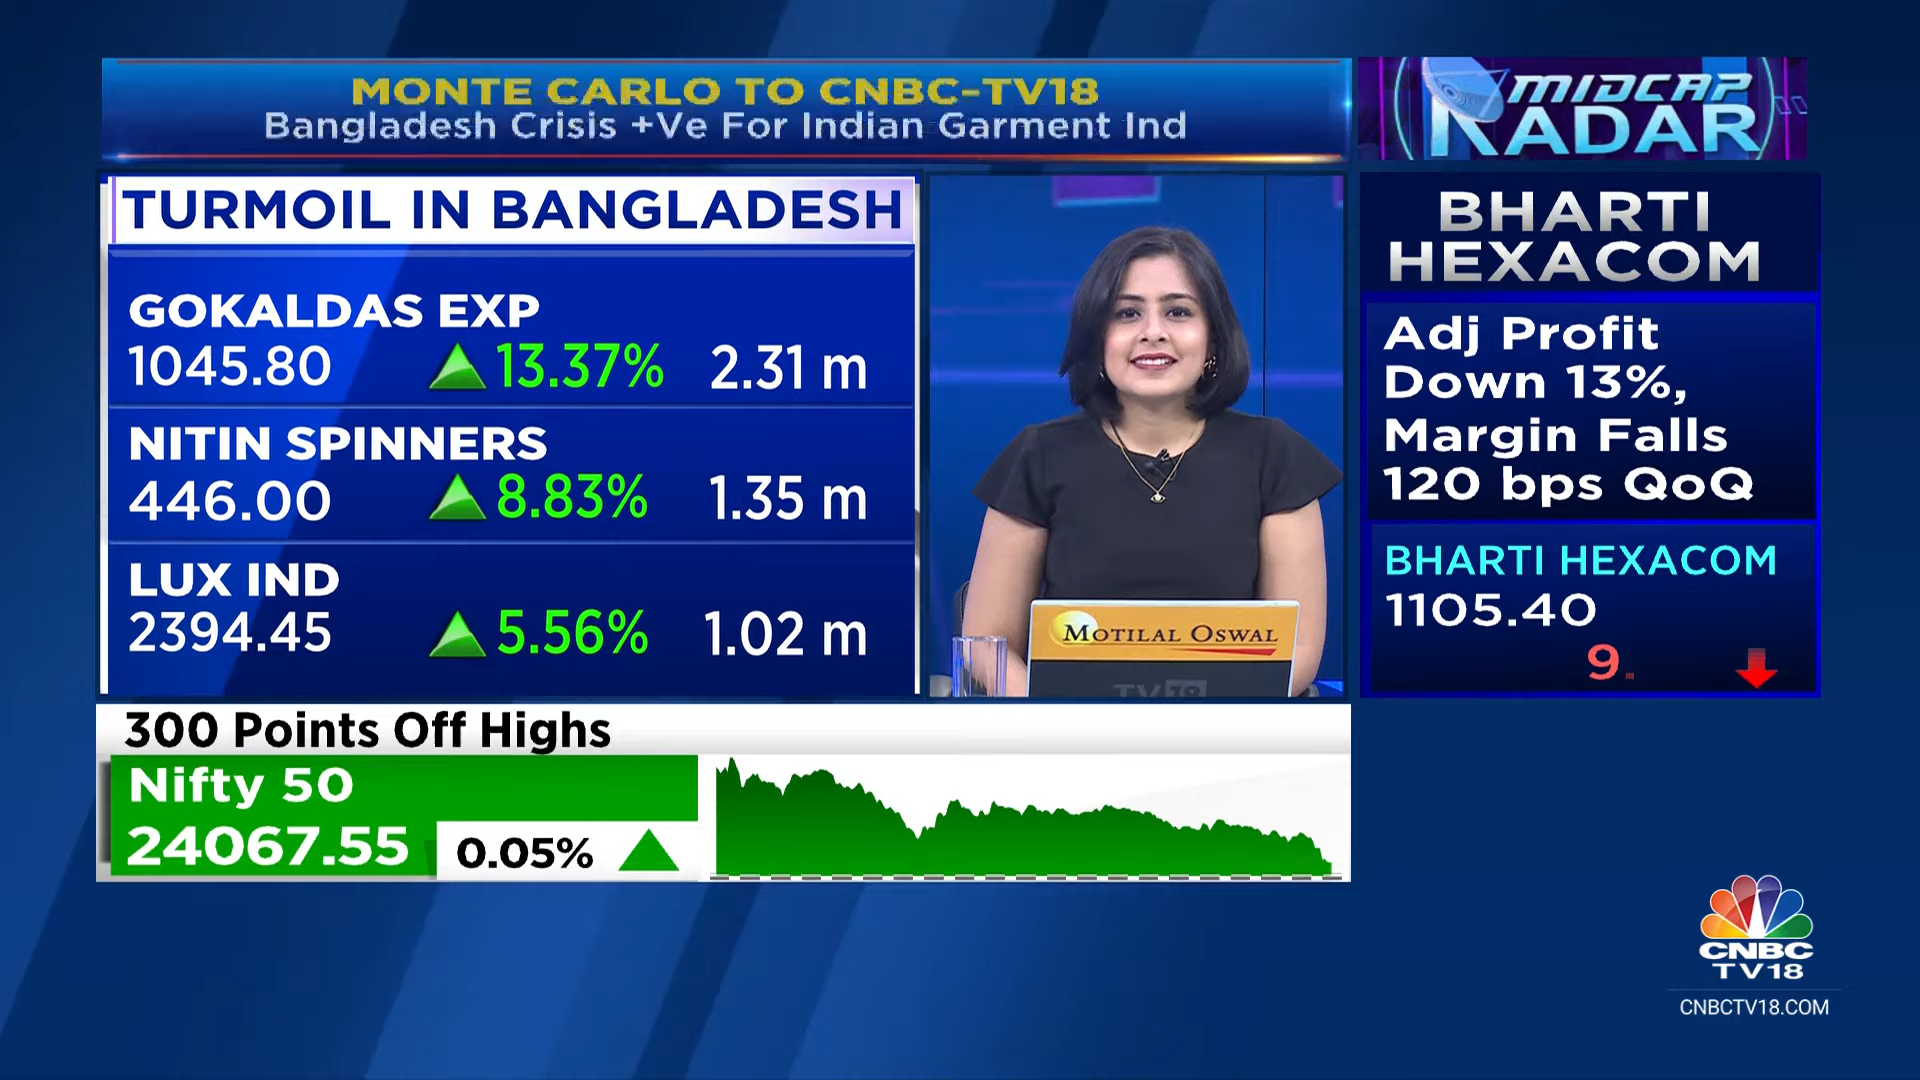 MONTE CARLO TO CNBC-TV18
Bangladesh Crisis +Ve For Indian Garment Ind
MIDCAP
RADAR
TURMOIL IN BANGLADESH
GOKALDAS EXP
1045.80 13.37% 2.31 m
NITIN SPINNERS
446.00 8.83% 1.35 m
LUX IND
2394.45 5.56% 1.02 m
MOTILAL OSWAL
TV18
BHARTI
HEXACOM
Adj Profit
Down 13%,
Margin Falls
120 bps QoQ
BHARTI HEXACOM
1105.40
9.
300 Points Off Highs
Nifty 50
24067.55 0.05%
CNBC
TV18
CNBCTV18.COM